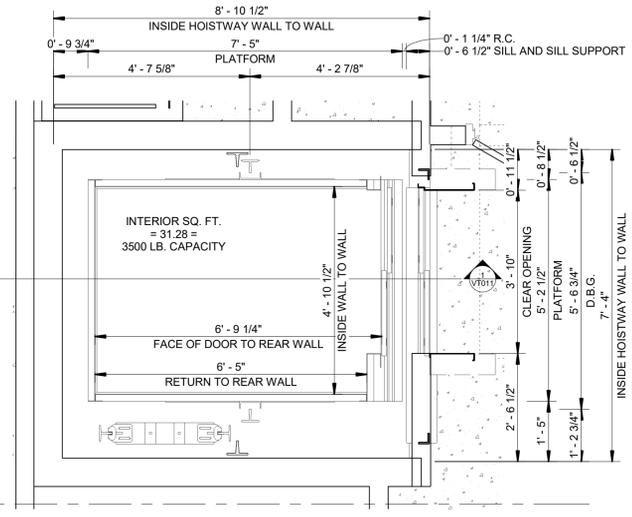 8' - 10 1/2"
INSIDE HOISTWAY WALL TO WALL
0' - 9 3/4"
7' - 5"
PLATFORM
0' - 1 1/4" R.C.
0' - 6 1/2" SILL AND SILL SUPPORT
4' - 7 5/8"
4' - 2 7/8"
INTERIOR SQ. FT.
= 31.28 =
3500 LB. CAPACITY
4' - 10 1/2"
INSIDE WALL TO WALL
6' - 9 1/4"
FACE OF DOOR TO REAR WALL
6' - 5"
RETURN TO REAR WALL
1
VT011
0' - 11 1/2"
3' - 10"
CLEAR OPENING
2' - 6 1/2"
0' - 8 1/2"
5' - 2 1/2"
PLATFORM
1' - 5"
0' - 6 1/2"
5' - 6 3/4"
D.B.G.
1' - 2 3/4"
7' - 4"
INSIDE HOISTWAY WALL TO WALL